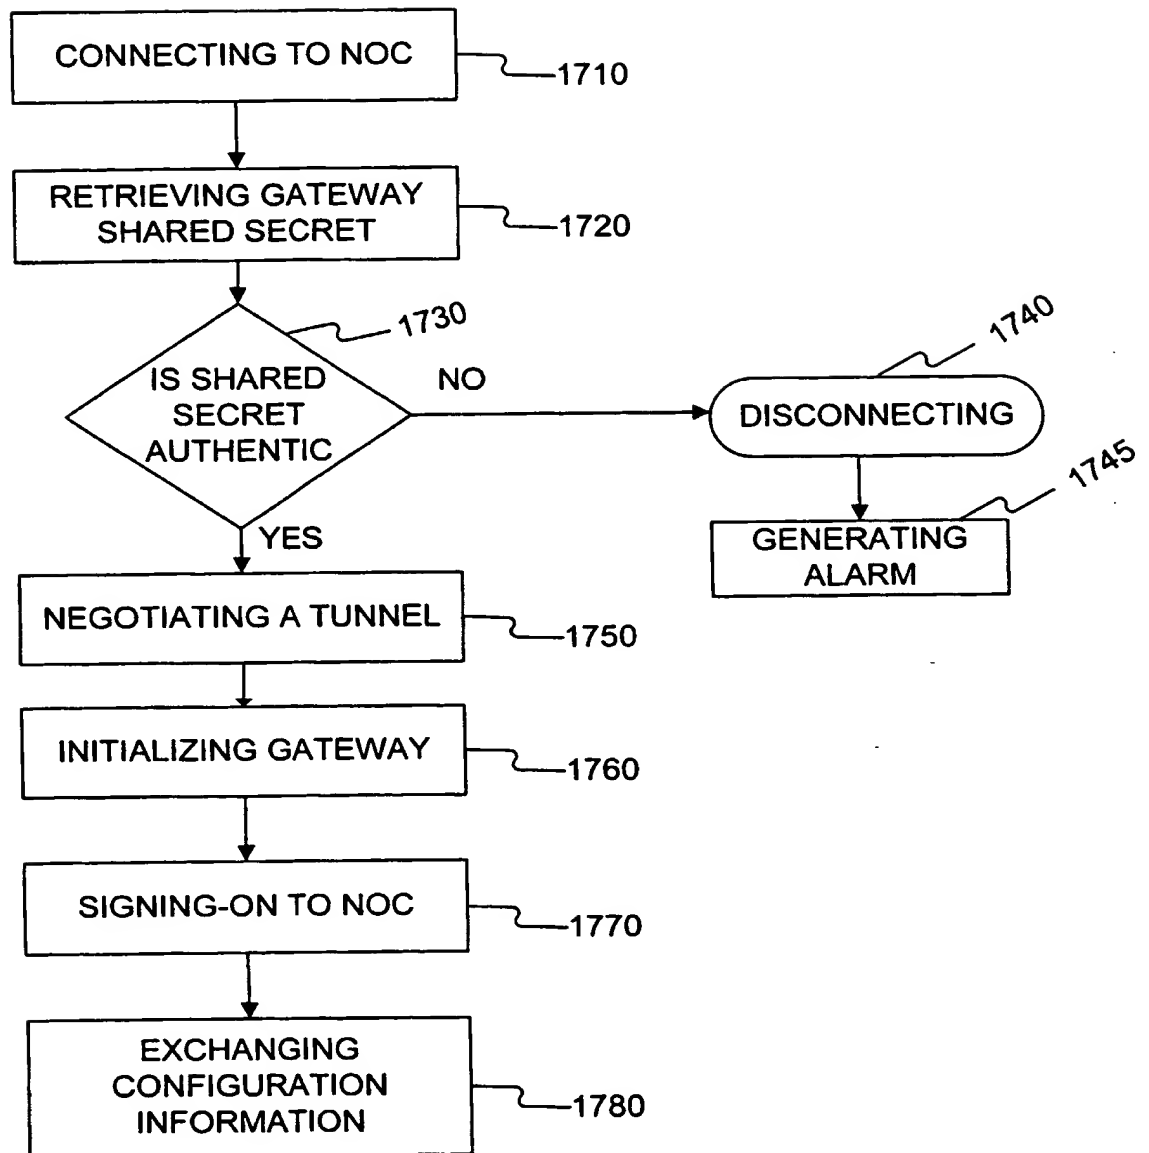 CONNECTING TO NOC
1710
RETRIEVING GATEWAY
SHARED SECRET
1720
1730
IS SHARED
SECRET
AUTHENTIC
NO
1740
DISCONNECTING
1745
GENERATING
ALARM
YES
NEGOTIATING A TUNNEL
1750
INITIALIZING GATEWAY
1760
SIGNING-ON TO NOC
1770
EXCHANGING
CONFIGURATION
INFORMATION
1780